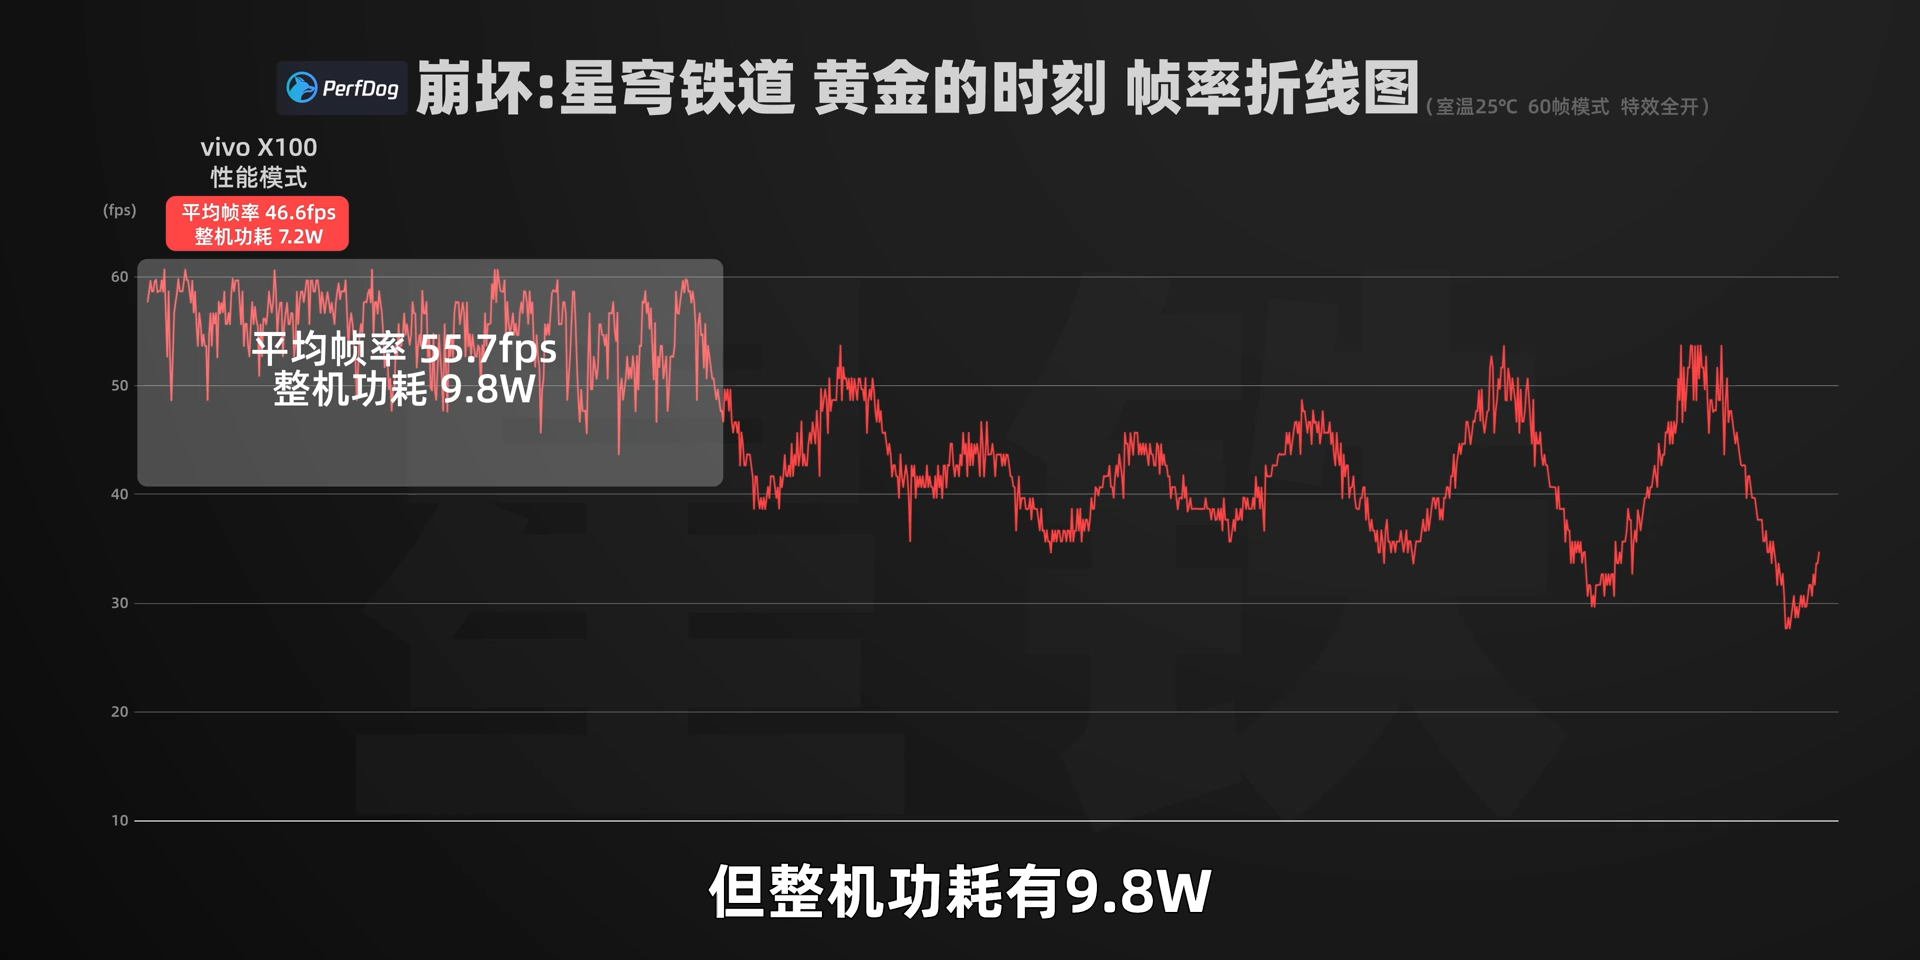 PerfDog
崩坏:星穹铁道 黄金的时刻 帧率折线图
(室温25℃ 60帧模式 特效全开)
vivo X100
性能模式
平均帧率 46.6fps
整机功耗 7.2W
(fps)
60
平均帧率 55.7fps
50
整机功耗 9.8W
40
30
20
10
但整机功耗有9.8W